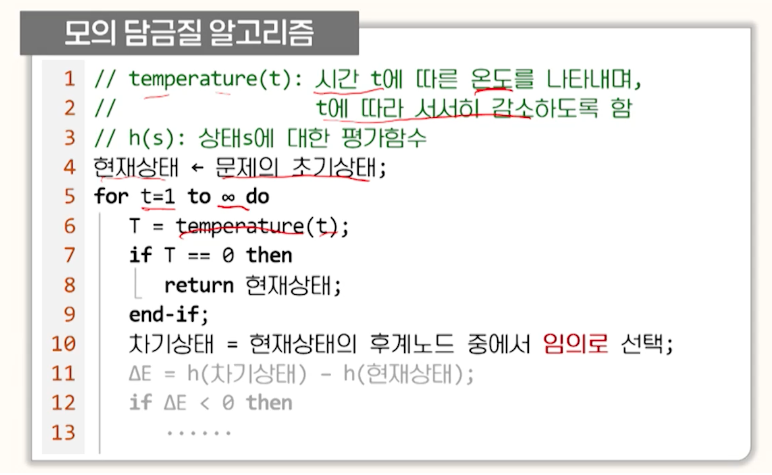 모의 담금질 알고리즘
1 // temperature(t): 시간 t에 따른 온도를 나타내며,
2 // t에 따라 서서히 감소하도록 함
3 // h(s): 상태s에 대한 평가함수
4 현재상태 ← 문제의 초기상태;
5 for t=1 to ∞ do
6 T = temperature(t);
7 if T == 0 then
8 return 현재상태;
9 end-if;
10 차기상태 = 현재상태의 후계노드 중에서 임의로 선택;
11 ΔE = h(차기상태) – h(현재상태);
12 if ΔE < 0 then
13 ......